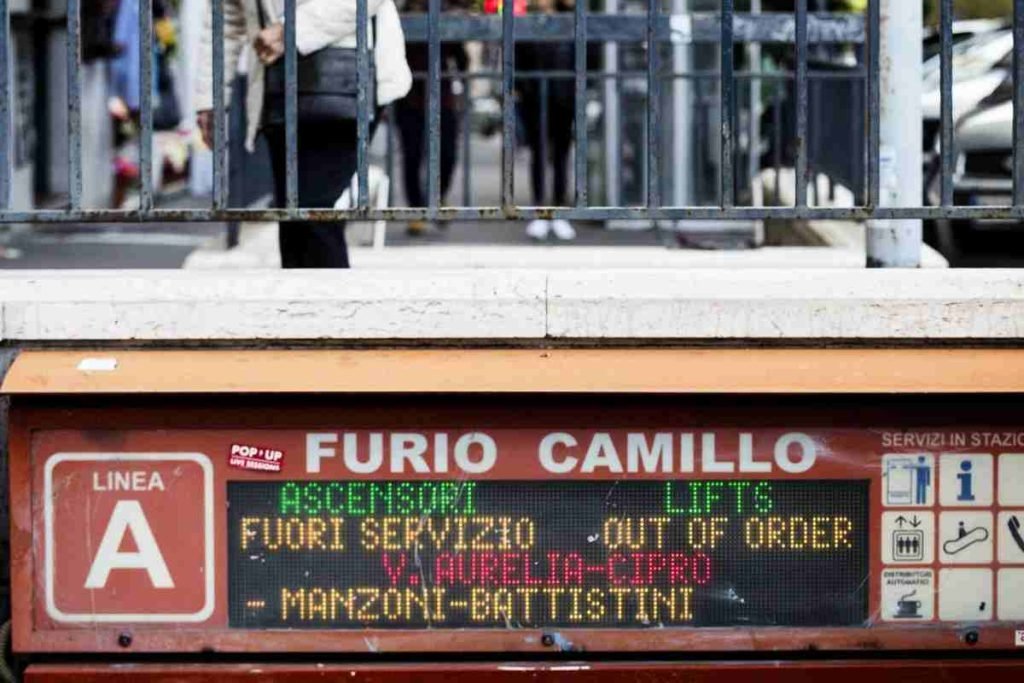 POP-UP
LIVE SESSIONS
FURIO CAMILLO
SERVIZI IN STAZIO
LINEA
A
ASCENSORI LIFTS
FUORI SERVIZIO OUT OF ORDER
V. AURELIA-CIPRO
- MANZONI-BATTISTINI
i
DISTRIBUTORI
AUTOMATICI